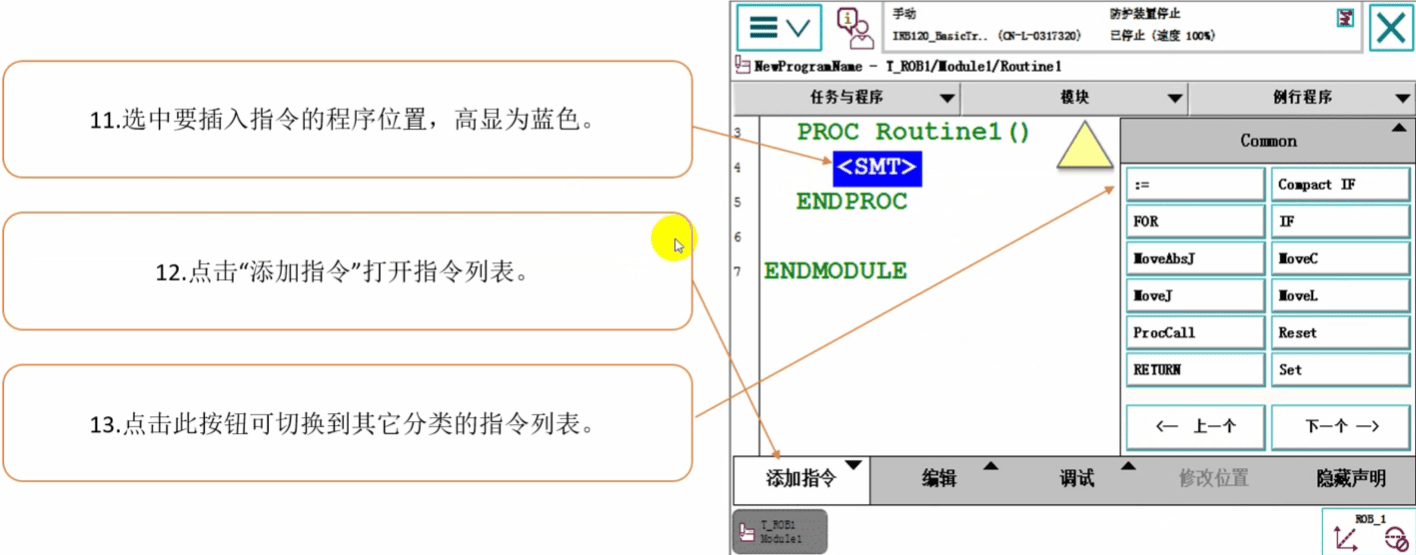 11.选中要插入指令的程序位置，高显为蓝色。
12.点击“添加指令”打开指令列表。
13.点击此按钮可切换到其它分类的指令列表。
手动
防护装置停止
IRB120_BasicTr.. (CN-L-0317320)
已停止 (速度 100%)
NewProgramName - T_ROB1/Module1/Routine1
任务与程序
模块
例行程序
3 PROC Routine1()
4 <SMT>
5 ENDPROC
6
7 ENDMODULE
Common
:= Compact IF
FOR IF
MoveAbsJ MoveC
MoveJ MoveL
ProcCall Reset
RETURN Set
<— 上一个 下一个 —>
添加指令 编辑 调试 修改位置 隐藏声明
T_ROB1
Module1
ROB_1